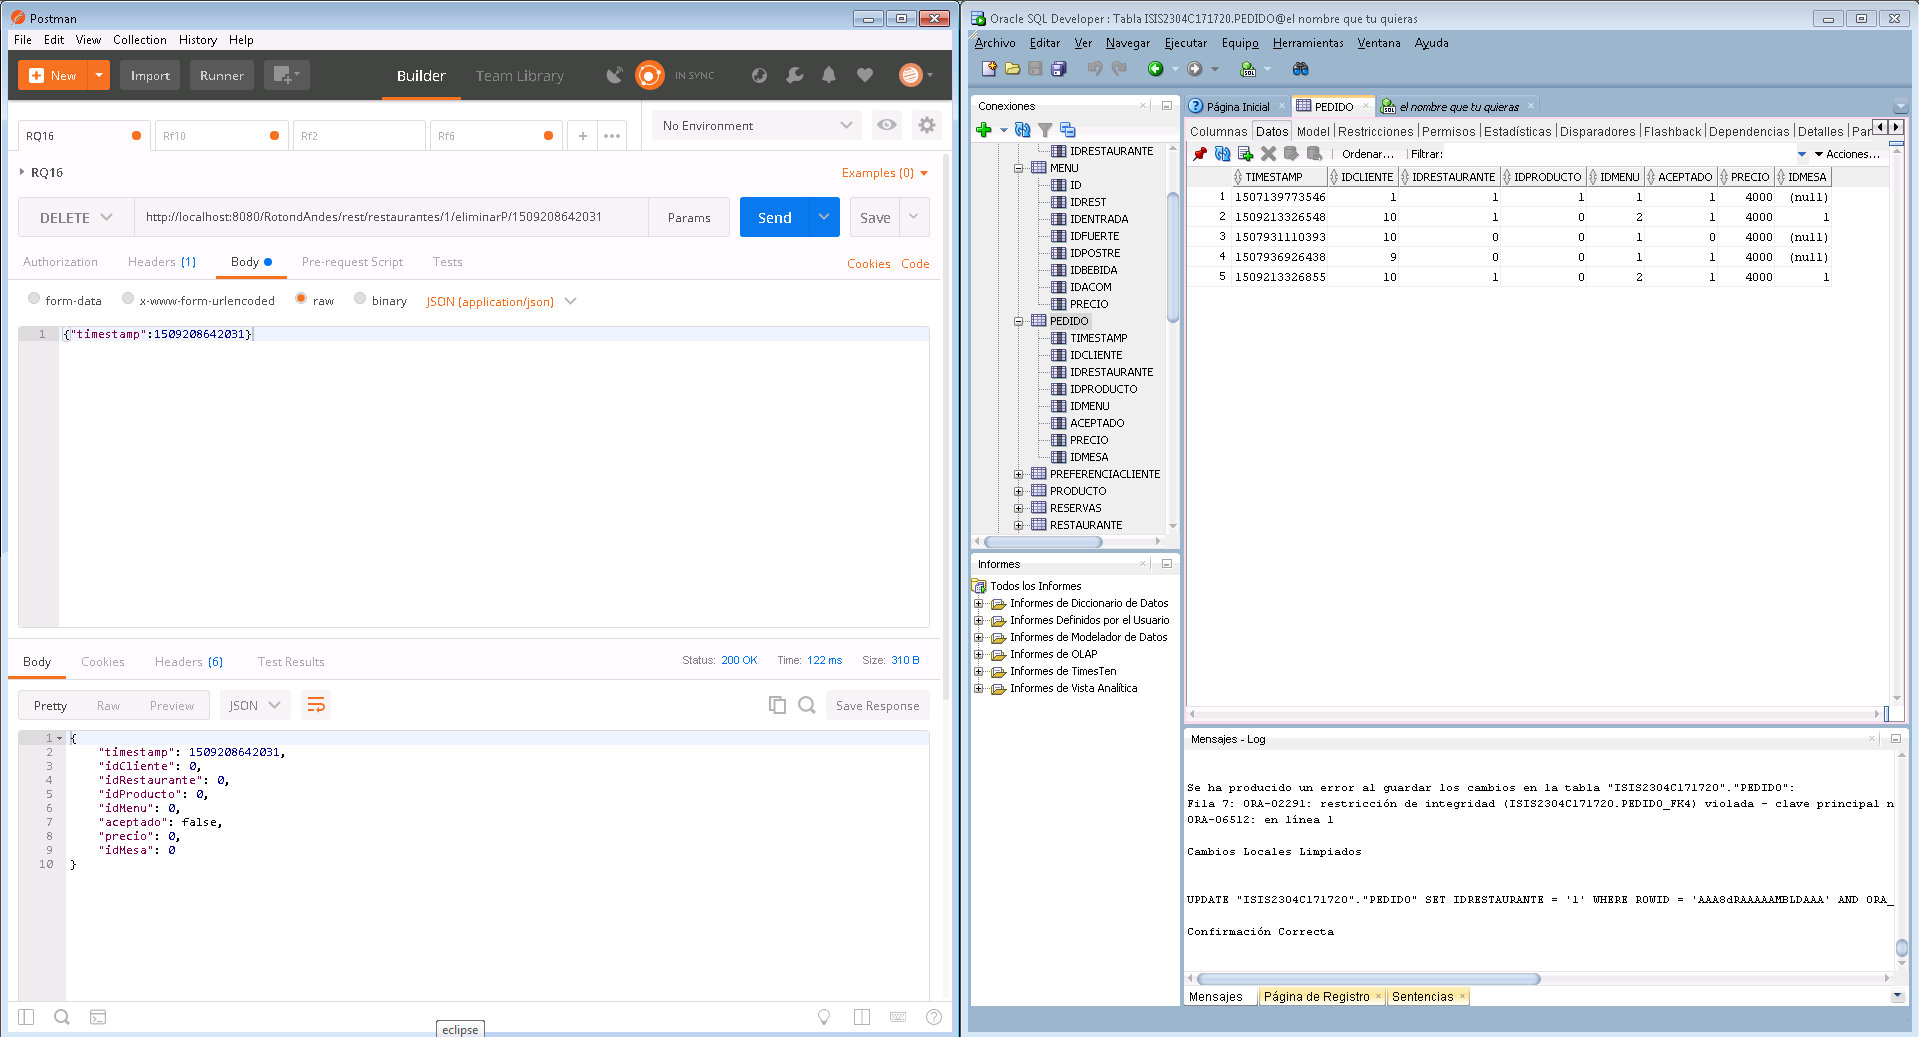 Postman
File Edit View Collection History Help
New Import Runner Builder Team Library IN SYNC
RQ16 Rf10 Rf2 Rf6 + ••• No Environment
RQ16 Examples (0)
DELETE http://localhost:8080/RotondAndes/rest/restaurantes/1/eliminarP/1509208642031 Params Send Save
Authorization Headers (1) Body Pre-request Script Tests Cookies Code
form-data x-www-form-urlencoded raw binary JSON (application/json)
1 {"timestamp":1509208642031}
Body Cookies Headers (6) Test Results Status: 200 OK Time: 122 ms Size: 310 B
Pretty Raw Preview JSON Save Response
1 {
2 "timestamp": 1509208642031,
3 "idCliente": 0,
4 "idRestaurante": 0,
5 "idProducto": 0,
6 "idMenu": 0,
7 "aceptado": false,
8 "precio": 0,
9 "idMesa": 0
10 }
eclipse
Oracle SQL Developer : Tabla ISIS2304C171720.PEDIDO@el nombre que tu quieras
Archivo Editar Ver Navegar Ejecutar Equipo Herramientas Ventana Ayuda
Conexiones
IDRESTAURANTE
MENU
ID
IDREST
IDENTRADA
IDFUERTE
IDPOSTRE
IDBEBIDA
IDACOM
PRECIO
PEDIDO
TIMESTAMP
IDCLIENTE
IDRESTAURANTE
IDPRODUCTO
IDMENU
ACEPTADO
PRECIO
IDMESA
PREFERENCIACLIENTE
PRODUCTO
RESERVAS
RESTAURANTE
Informes
Todos los Informes
Informes de Diccionario de Datos
Informes Definidos por el Usuario
Informes de Modelador de Datos
Informes de OLAP
Informes de TimesTen
Informes de Vista Analítica
Página Inicial PEDIDO el nombre que tu quieras
Columnas Datos Model Restricciones Permisos Estadísticas Disparadores Flashback Dependencias Detalles Par
Ordenar... Filtrar: Acciones...
TIMESTAMP IDCLIENTE IDRESTAURANTE IDPRODUCTO IDMENU ACEPTADO PRECIO IDMESA
1 1507139773546 1 1 1 1 1 4000 (null)
2 1509213326548 10 1 0 2 1 4000 1
3 1507931110393 10 0 0 1 0 4000 (null)
4 1507936926438 9 0 0 1 1 4000 (null)
5 1509213326855 10 1 0 2 1 4000 1
Mensajes - Log
Se ha producido un error al guardar los cambios en la tabla "ISIS2304C171720"."PEDIDO":
Fila 7: ORA-02291: restricción de integridad (ISIS2304C171720.PEDIDO_FK4) violada - clave principal n
ORA-06512: en línea 1
Cambios Locales Limpiados
UPDATE "ISIS2304C171720"."PEDIDO" SET IDRESTAURANTE = '1' WHERE ROWID = 'AAA8dRAAAAAMBLDAAA' AND ORA_
Confirmación Correcta
Mensajes Página de Registro Sentencias